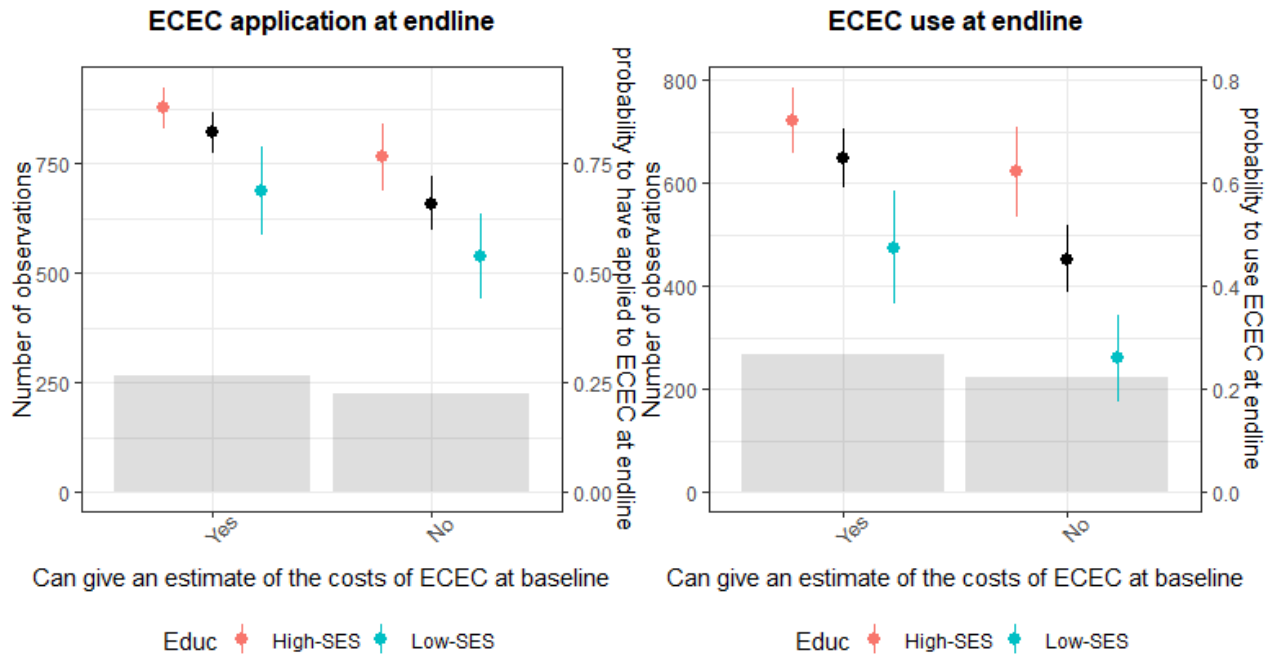 ECEC application at endline
Number of observations
750
500
250
0
0.75
0.50
0.25
0.00
probability to have applied to ECEC at endline
Yes
No
Can give an estimate of the costs of ECEC at baseline
Educ High-SES Low-SES
ECEC use at endline
Number of observations
800
600
400
200
0
0.8
0.6
0.4
0.2
0.0
probability to use ECEC at endline
Yes
No
Can give an estimate of the costs of ECEC at baseline
Educ High-SES Low-SES